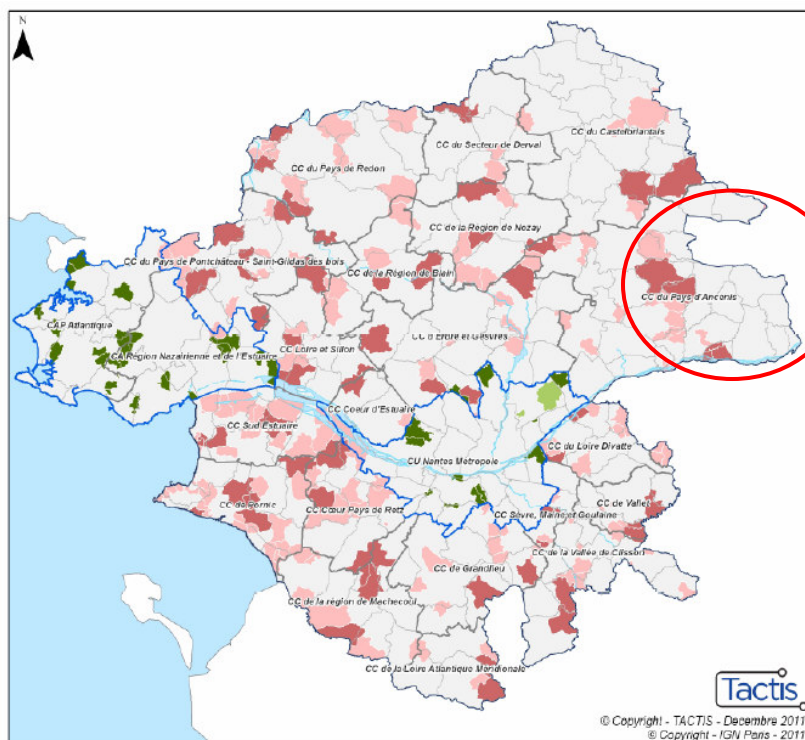 N
CC du Castelbriantais
CC du Secteur de Derval
CC du Pays de Redon
CC de la Région de Nozay
CC du Pays de Pontchâteau - Saint-Gildas des bois
CC de la Région de Blain
CC du Pays d'Ancenis
CAP Atlantique
CA Région Nazairienne et de l'Estuaire
CC d'Erdre et Gesvres
CC Loire et Sillon
CC Coeur d'Estuaire
CC Sud Estuaire
CC du Loire Divatte
CU Nantes Métropole
CC de Vallet
CC de Pornic
CC Cœur Pays de Retz
CC Sèvre, Maine et Goulaine
CC de la Vallée de Clisson
CC de Grandlieu
CC de la région de Machecoul
CC de la Loire Atlantique Méridionale
Tactis
© Copyright - TACTIS - Decembre 2011
© Copyright - IGN Paris - 2011